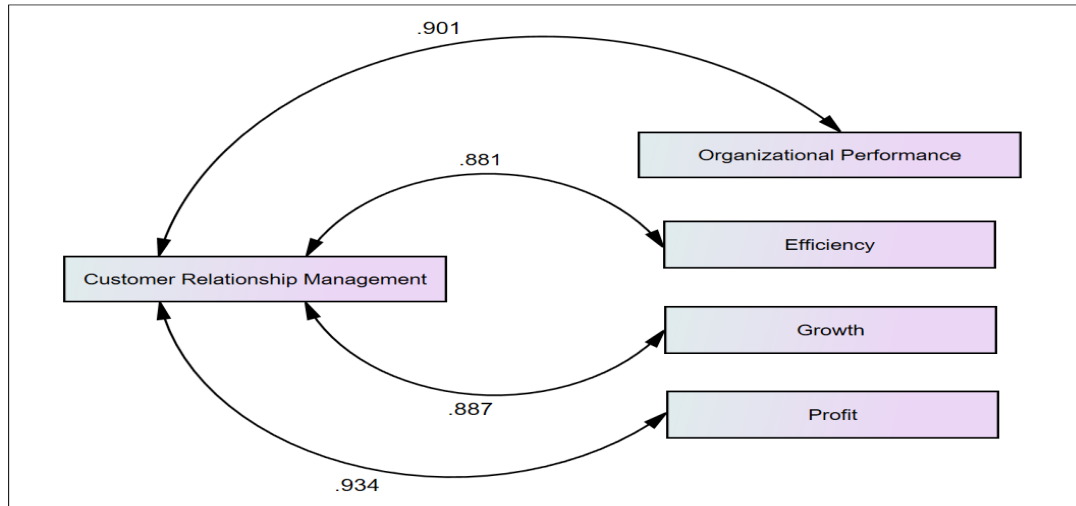 .901
Organizational Performance
.881
Efficiency
Customer Relationship Management
Growth
.887
Profit
.934